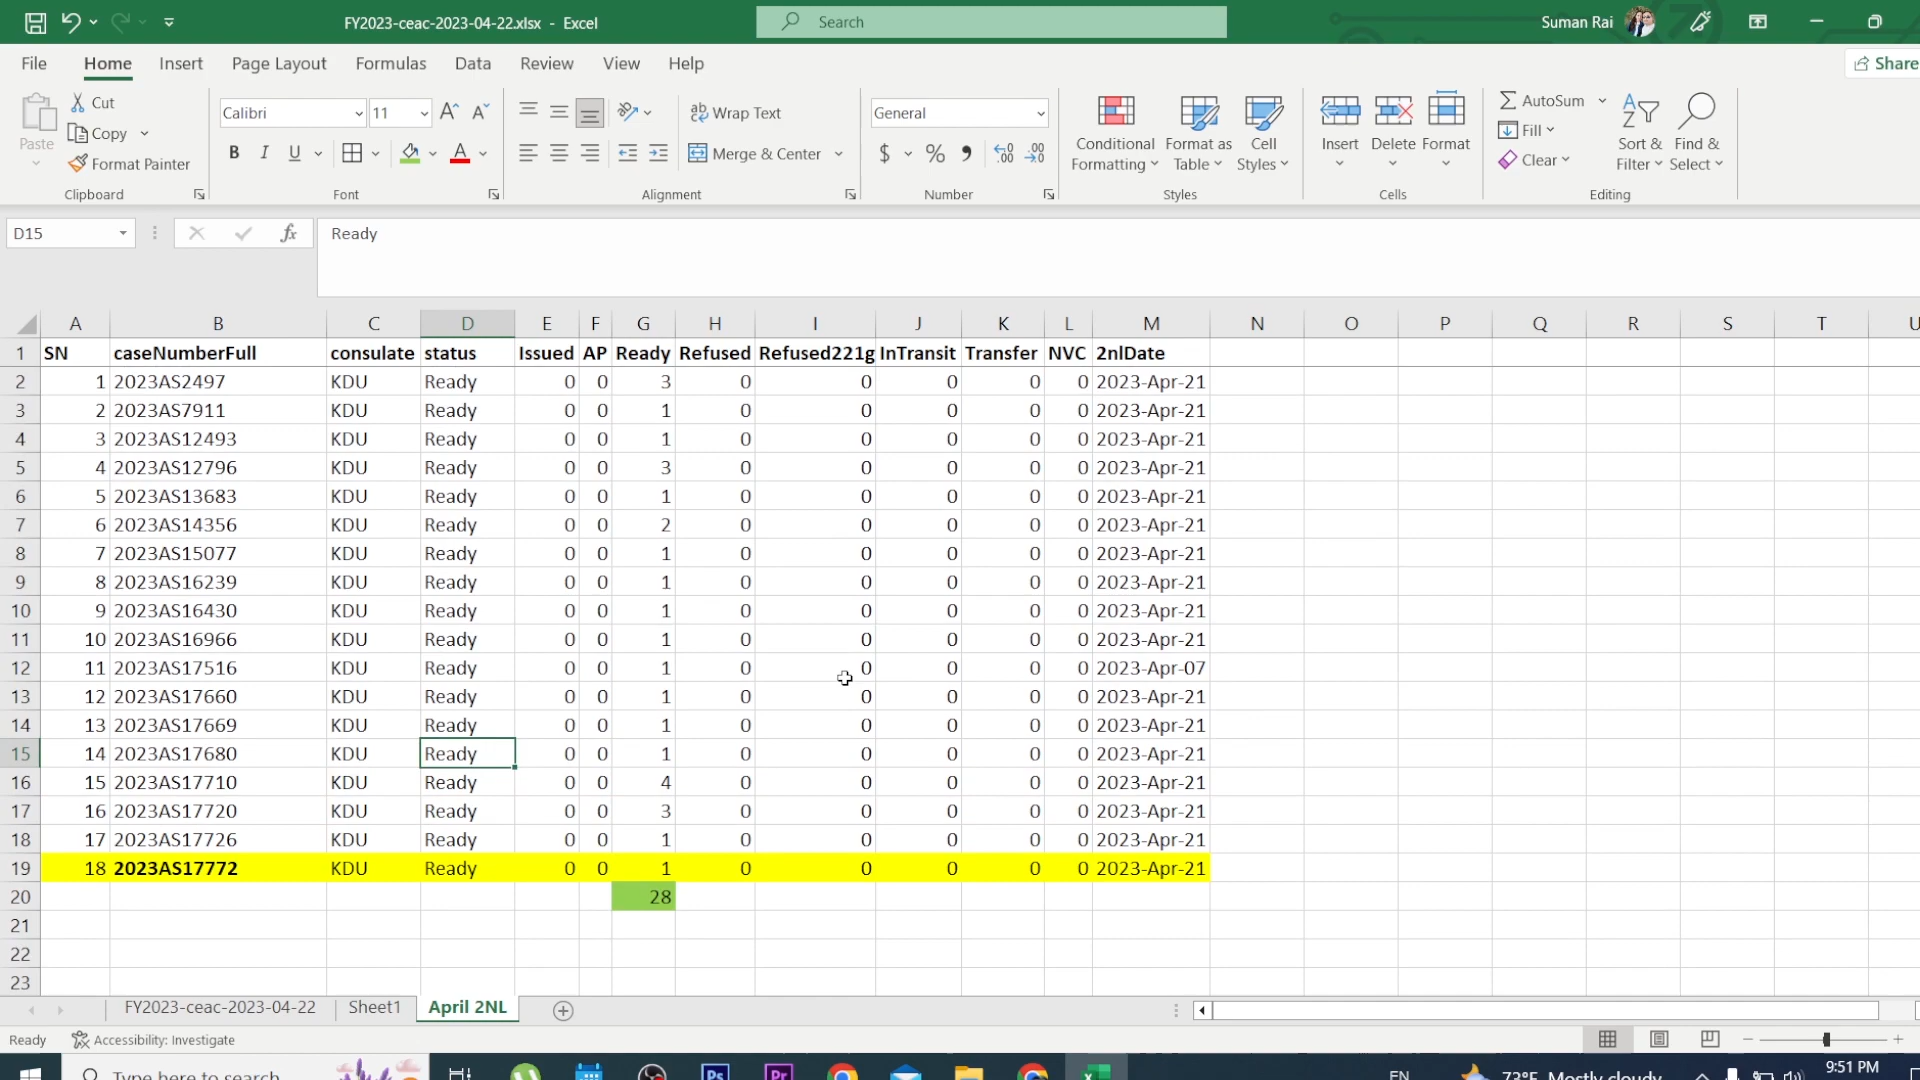 FY2023-ceac-2023-04-22.xlsx - Excel
Search
Suman Rai
File Home Insert Page Layout Formulas Data Review View Help
Share
Paste
Cut
Copy
Format Painter
Clipboard
Calibri 11
B I U
Font
Wrap Text
Merge & Center
Alignment
General
$ % ,
Number
Conditional Formatting
Format as Table
Cell Styles
Styles
Insert Delete Format
Cells
AutoSum
Fill
Clear
Sort & Filter
Find & Select
Editing
D15 fx Ready
A B C D E F G H I J K L M N O P Q R S T U
1 SN caseNumberFull consulate status Issued AP Ready Refused Refused221g InTransit Transfer NVC 2nlDate
2 1 2023AS2497 KDU Ready 0 0 3 0 0 0 0 0 2023-Apr-21
3 2 2023AS7911 KDU Ready 0 0 1 0 0 0 0 0 2023-Apr-21
4 3 2023AS12493 KDU Ready 0 0 1 0 0 0 0 0 2023-Apr-21
5 4 2023AS12796 KDU Ready 0 0 3 0 0 0 0 0 2023-Apr-21
6 5 2023AS13683 KDU Ready 0 0 1 0 0 0 0 0 2023-Apr-21
7 6 2023AS14356 KDU Ready 0 0 2 0 0 0 0 0 2023-Apr-21
8 7 2023AS15077 KDU Ready 0 0 1 0 0 0 0 0 2023-Apr-21
9 8 2023AS16239 KDU Ready 0 0 1 0 0 0 0 0 2023-Apr-21
10 9 2023AS16430 KDU Ready 0 0 1 0 0 0 0 0 2023-Apr-21
11 10 2023AS16966 KDU Ready 0 0 1 0 0 0 0 0 2023-Apr-21
12 11 2023AS17516 KDU Ready 0 0 1 0 0 0 0 0 2023-Apr-07
13 12 2023AS17660 KDU Ready 0 0 1 0 0 0 0 0 2023-Apr-21
14 13 2023AS17669 KDU Ready 0 0 1 0 0 0 0 0 2023-Apr-21
15 14 2023AS17680 KDU Ready 0 0 1 0 0 0 0 0 2023-Apr-21
16 15 2023AS17710 KDU Ready 0 0 4 0 0 0 0 0 2023-Apr-21
17 16 2023AS17720 KDU Ready 0 0 3 0 0 0 0 0 2023-Apr-21
18 17 2023AS17726 KDU Ready 0 0 1 0 0 0 0 0 2023-Apr-21
19 18 2023AS17772 KDU Ready 0 0 1 0 0 0 0 0 2023-Apr-21
20 28
21
22
23
FY2023-ceac-2023-04-22 Sheet1 April 2NL
Ready Accessibility: Investigate
Type here to search
Ps Pr
EN
73°F Mostly cloudy
9:51 PM